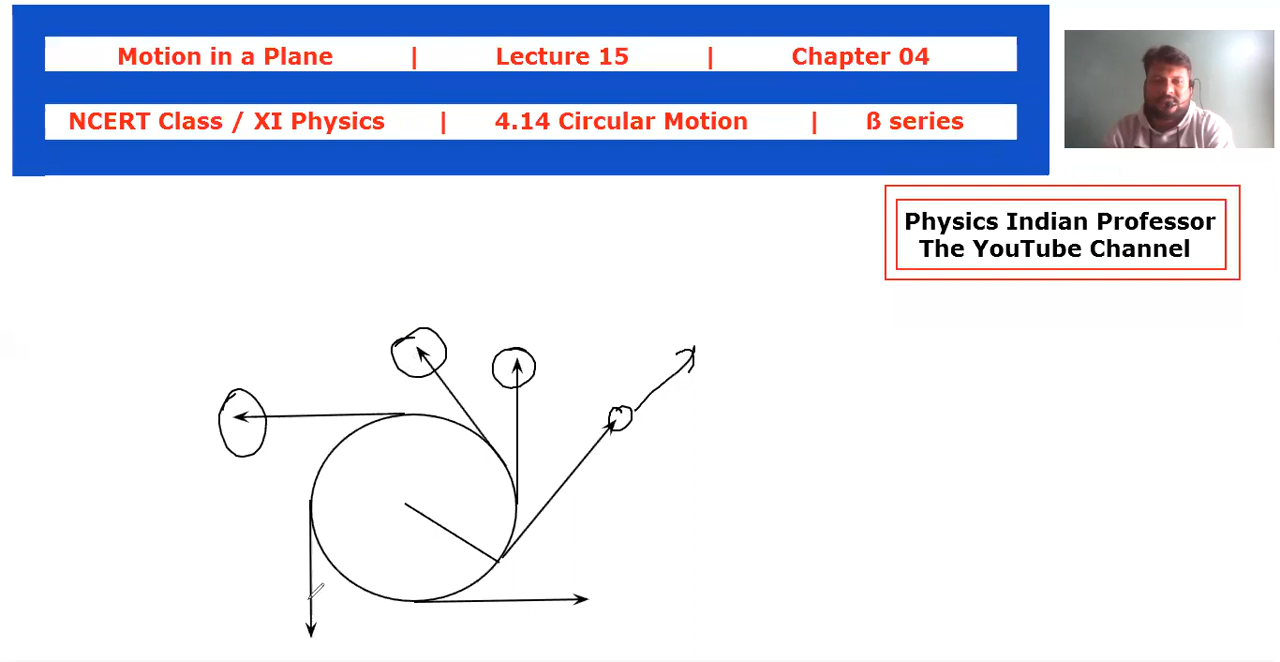 Motion in a Plane | Lecture 15 | Chapter 04
NCERT Class / XI Physics | 4.14 Circular Motion | ß series
Physics Indian Professor
The YouTube Channel